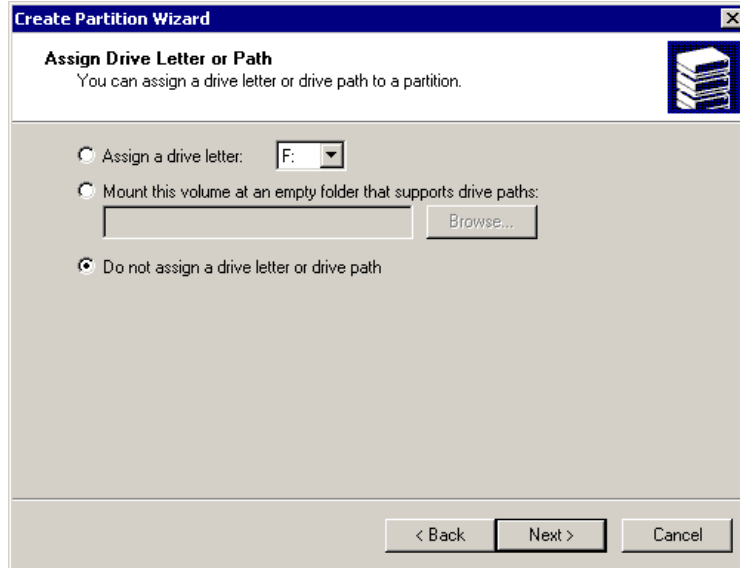 Create Partition Wizard
Assign Drive Letter or Path
You can assign a drive letter or drive path to a partition.
Assign a drive letter: F:
Mount this volume at an empty folder that supports drive paths:
Browse...
Do not assign a drive letter or drive path
< Back Next > Cancel